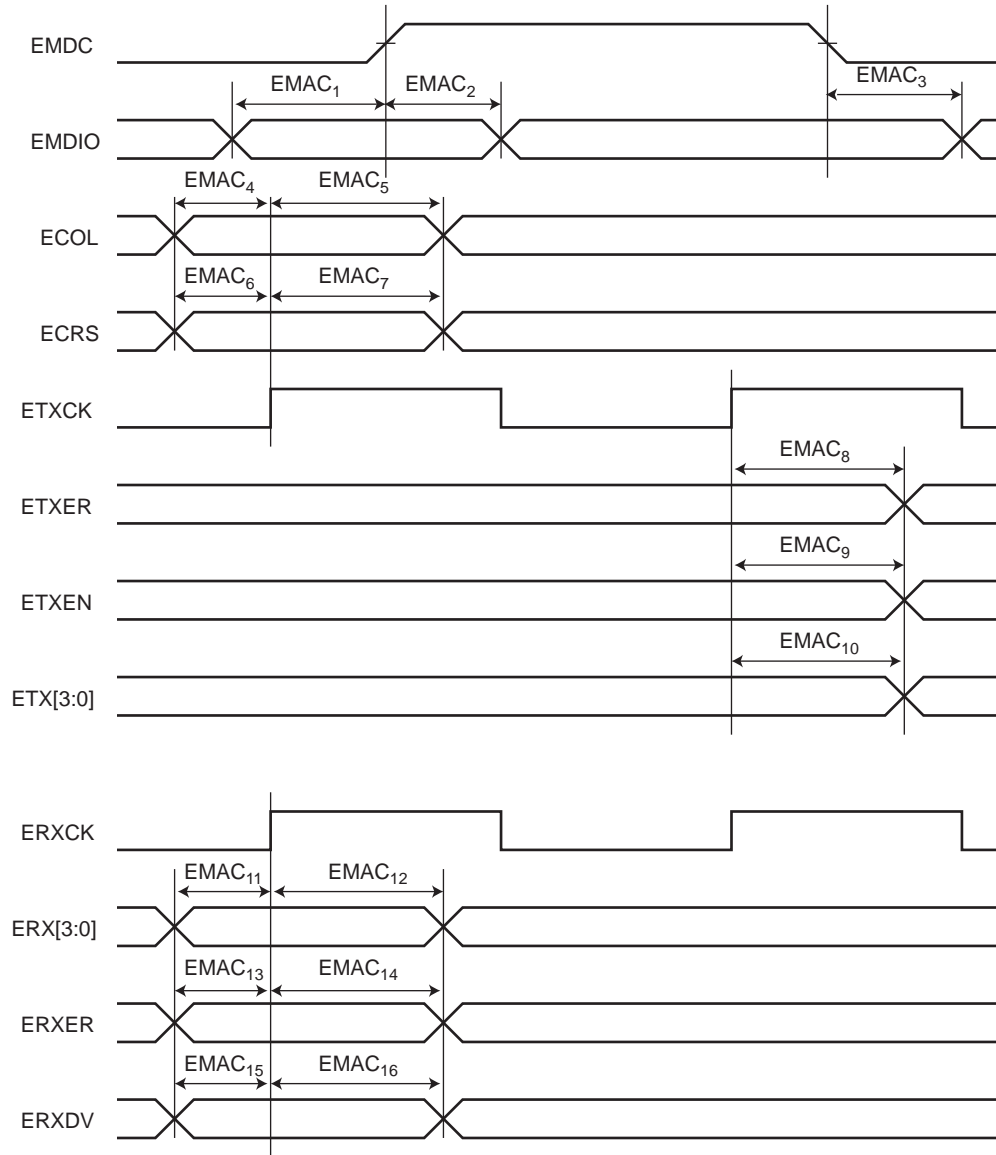 EMDC
EMAC₁ EMAC₂ EMAC₃
EMDIO
EMAC₄ EMAC₅
ECOL
EMAC₆ EMAC₇
ECRS
ETXCK
EMAC₈
ETXER
EMAC₉
ETXEN
EMAC₁₀
ETX[3:0]
ERXCK
EMAC₁₁ EMAC₁₂
ERX[3:0]
EMAC₁₃ EMAC₁₄
ERXER
EMAC₁₅ EMAC₁₆
ERXDV